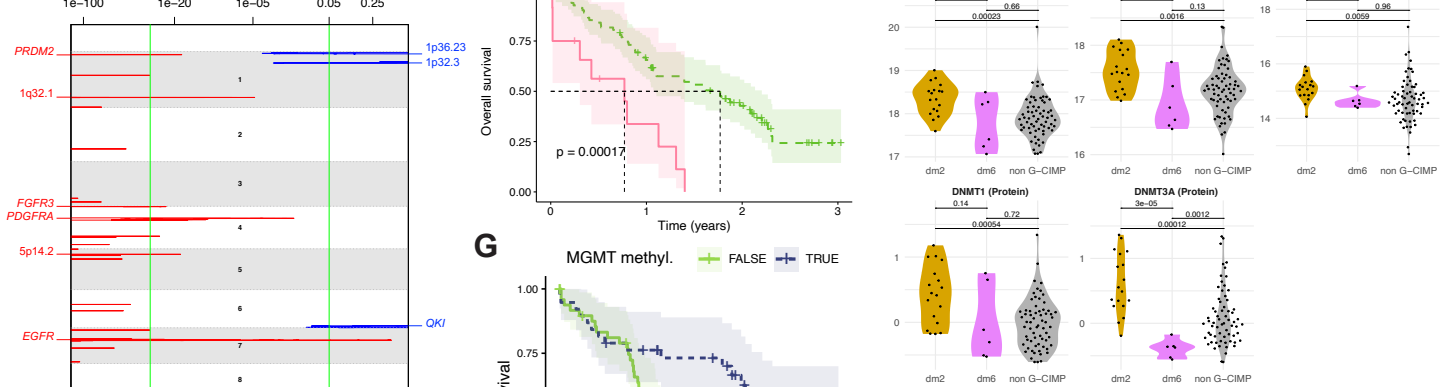 1e-100 1e-20 1e-05 0.05 0.25
PRDM2
1q32.1
FGFR3
PDGFRA
5p14.2
EGFR
1
2
3
4
5
6
7
8
1p36.23
1p32.3
QKI
Overall survival
0.75
0.50
0.25
0.00
p = 0.00017
0 1 2 3
Time (years)
G
MGMT methyl. FALSE TRUE
1.00
0.75
0.66
0.00023
20
19
18
17
dm2 dm6 non G-CIMP
0.13
0.0016
18
17
16
dm2 dm6 non G-CIMP
0.96
0.0059
18
16
14
dm2 dm6 non G-CIMP
DNMT1 (Protein)
0.14
0.72
0.00054
1
0
dm2 dm6 non G-CIMP
DNMT3A (Protein)
3e-05
0.0012
0.00012
1
0
dm2 dm6 non G-CIMP